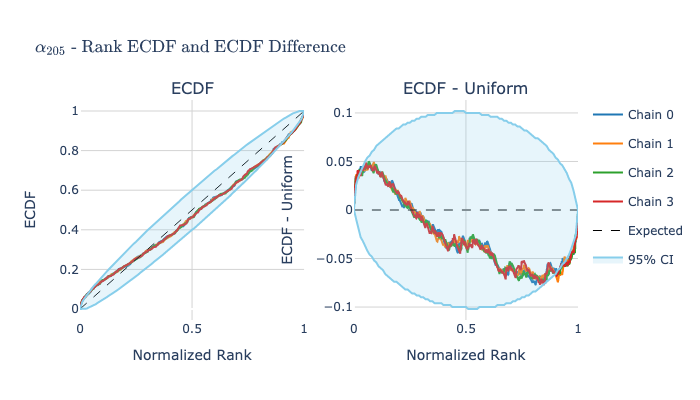 α205 - Rank ECDF and ECDF Difference
ECDF
ECDF - Uniform
ECDF
0
0.2
0.4
0.6
0.8
1
0
0.5
1
Normalized Rank
ECDF - Uniform
−0.1
−0.05
0
0.05
0.1
0
0.5
1
Normalized Rank
Chain 0
Chain 1
Chain 2
Chain 3
Expected
95% CI